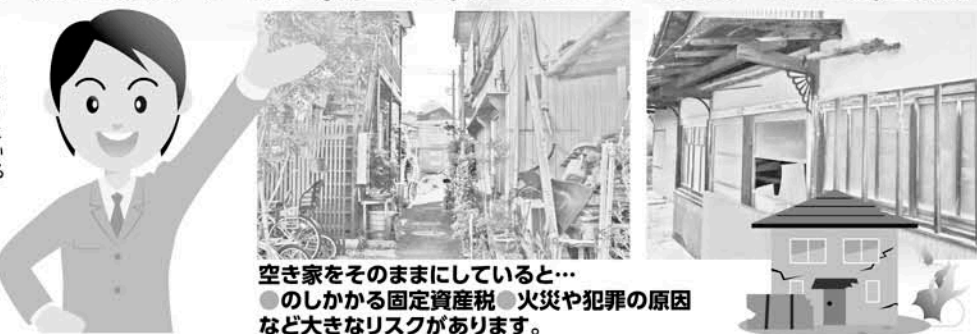 空き家をそのままにしていると…
●のしかかる固定資産税●火災や犯罪の原因
など大きなリスクがあります。